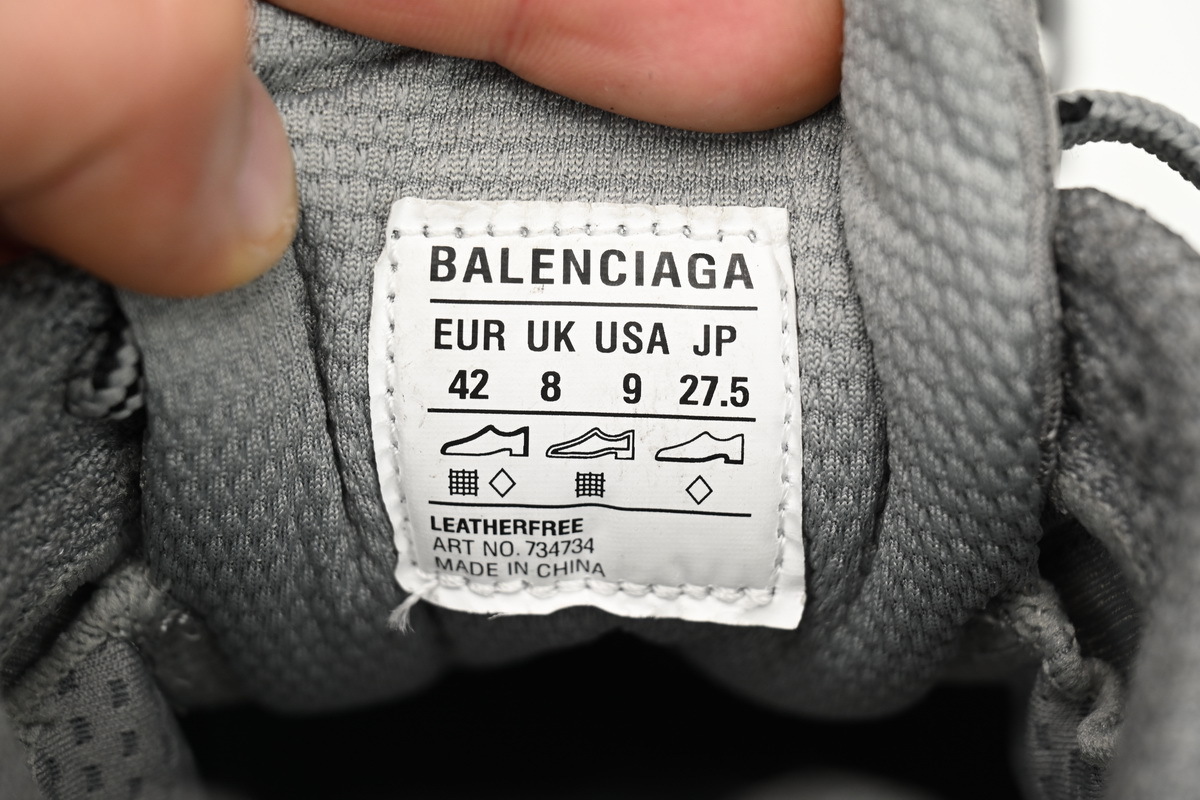 BALENCIAGA
EUR UK USA JP
42 8 9 27.5
LEATHERFREE
ART NO. 734734
MADE IN CHINA